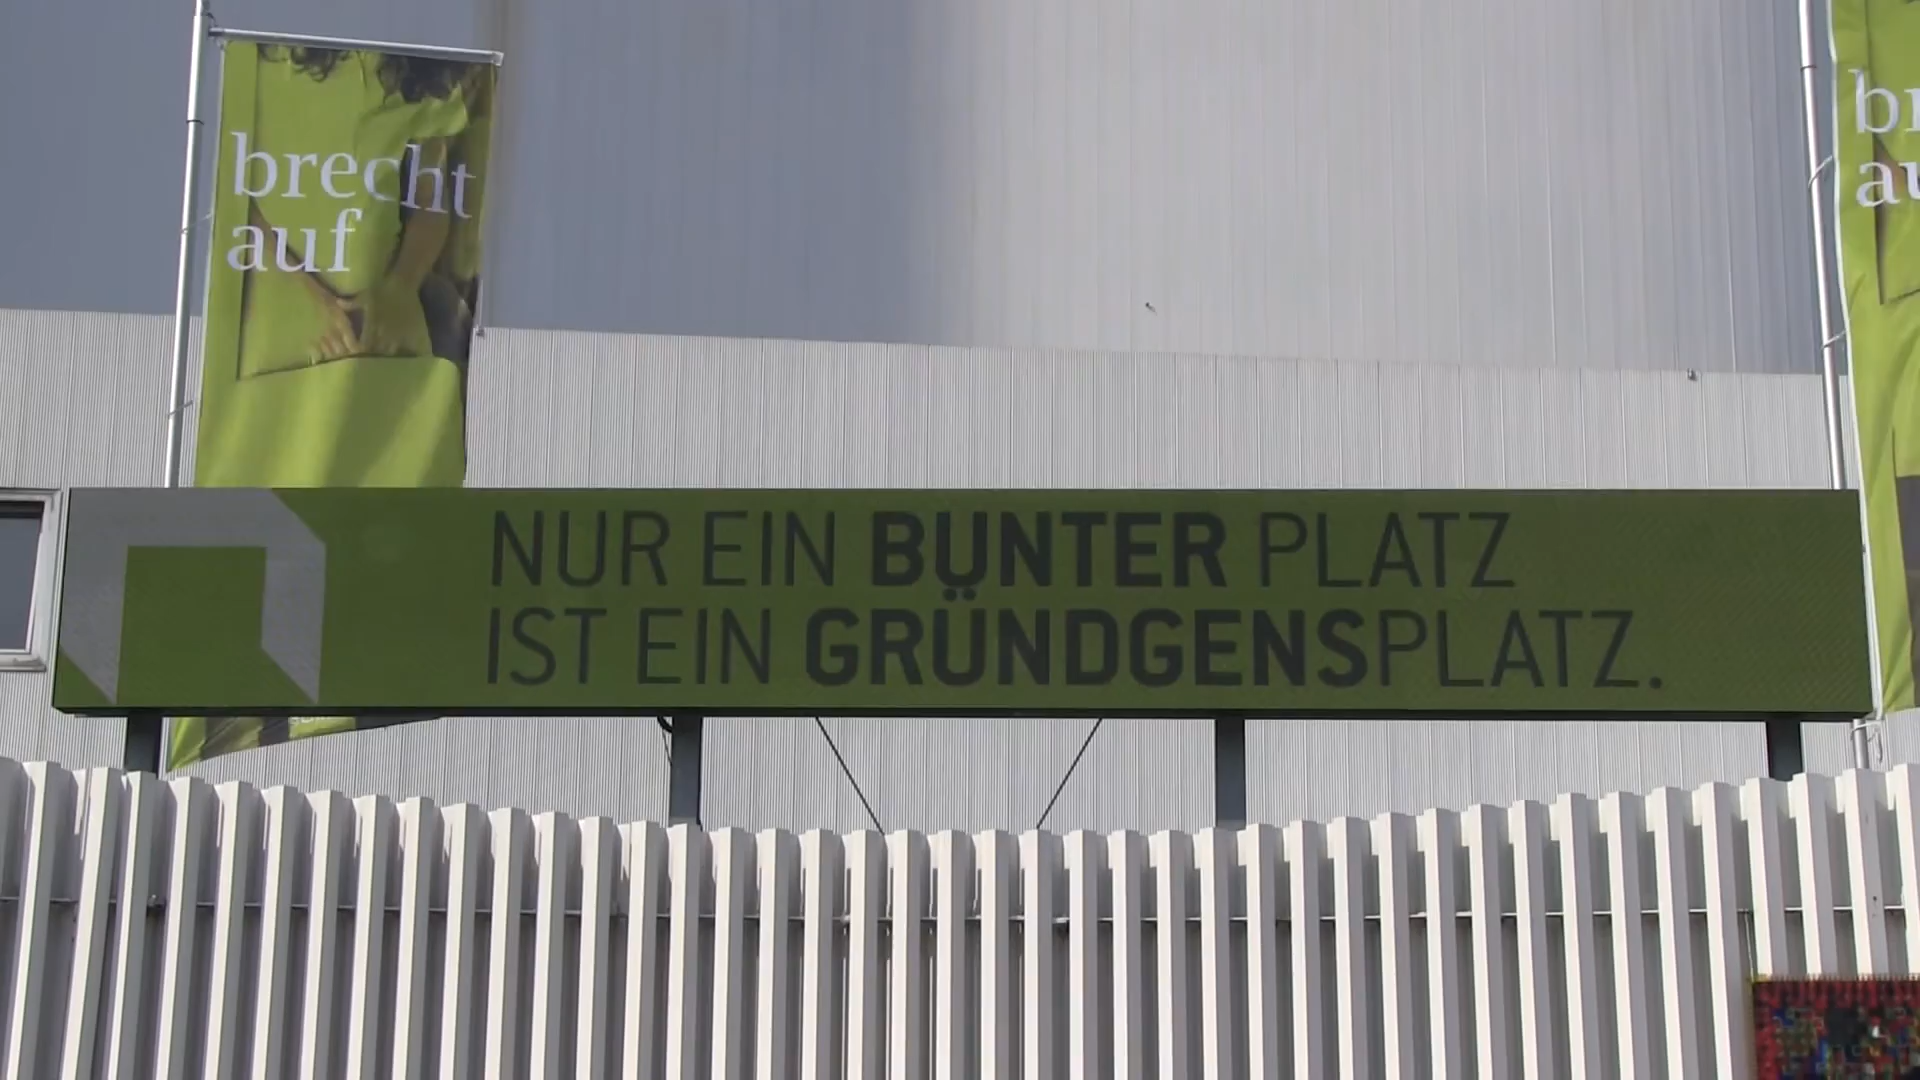 brecht
auf
NUR EIN BUNTER PLATZ
IST EIN GRÜNDGENSPLATZ.